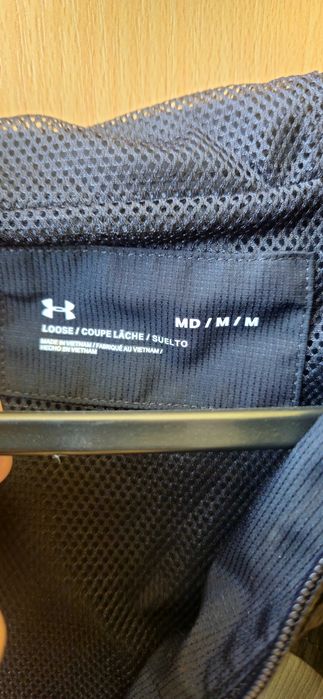 MD / M / M
LOOSE / COUPE LÂCHE / SUELTO
MADE IN VIETNAM / FABRIQUÉ AU VIETNAM /
HECHO EN VIETNAM